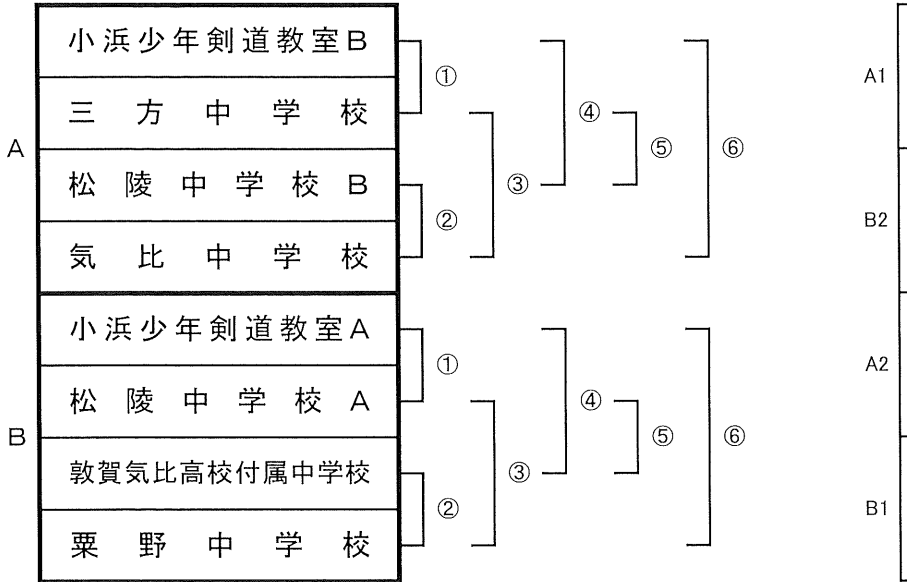 A
小浜少年剣道教室B
三方中学校
松陵中学校B
気比中学校
① ② ③ ④ ⑤ ⑥
B
小浜少年剣道教室A
松陵中学校A
敦賀気比高校付属中学校
粟野中学校
① ② ③ ④ ⑤ ⑥
A1
B2
A2
B1